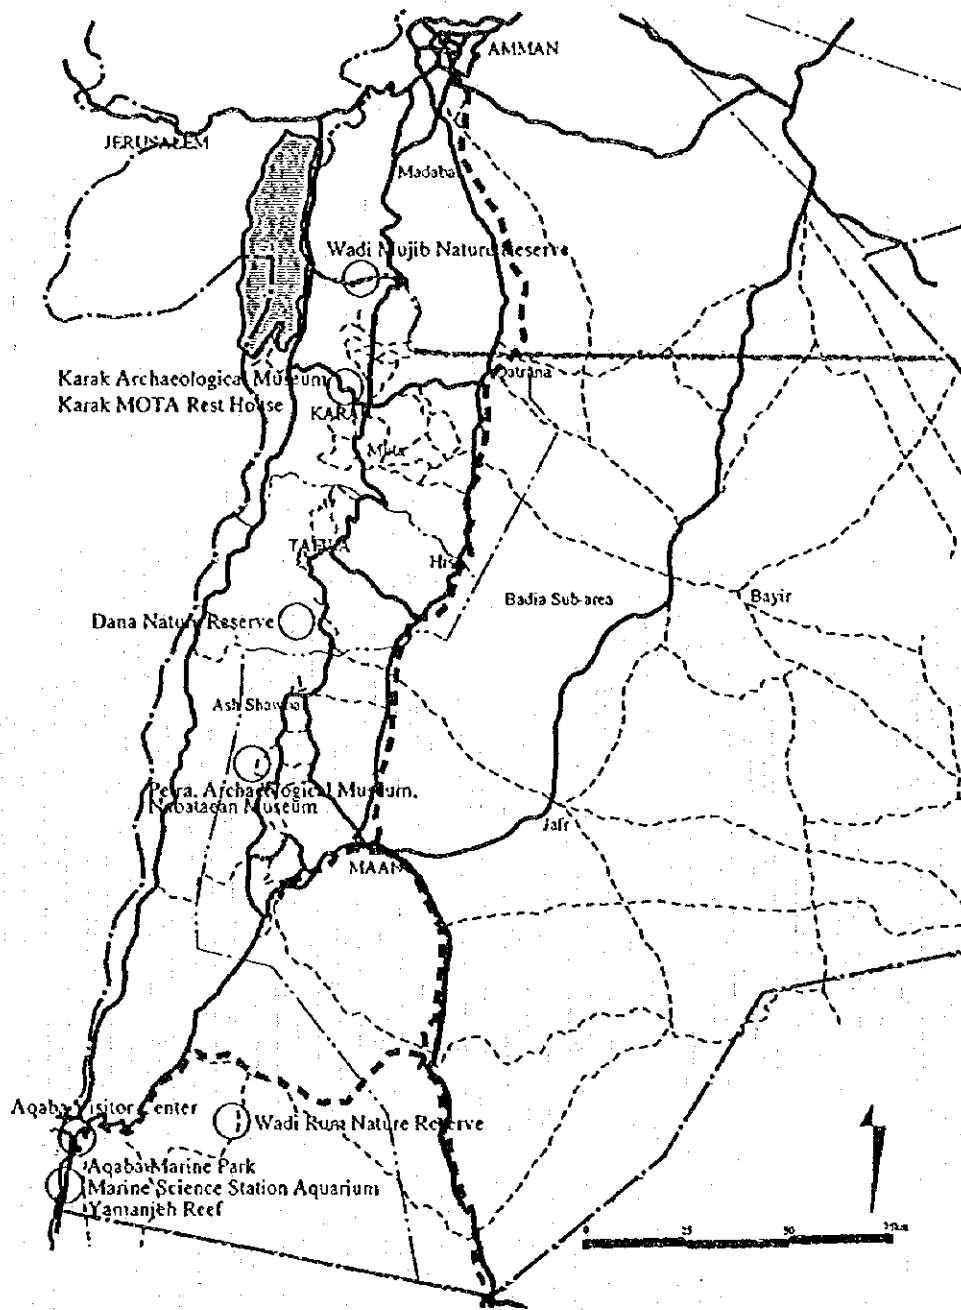 AMMAN
JERUSALEM
Madaba
Wadi Mujib Nature Reserve
Qatrana
Karak Archaeological Museum
Karak MOTA Rest House
KARAK
Muta
TAFILA
Hisa
Badia Sub-area
Bayir
Dana Nature Reserve
Ash Shawbak
Petra, Archaeological Museum,
Nabataean Museum
Jafr
MAAN
Aqaba Visitor Center
Wadi Rum Nature Reserve
Aqaba Marine Park
Marine Science Station Aquarium
Yamanieh Reef
0 25 50 75km